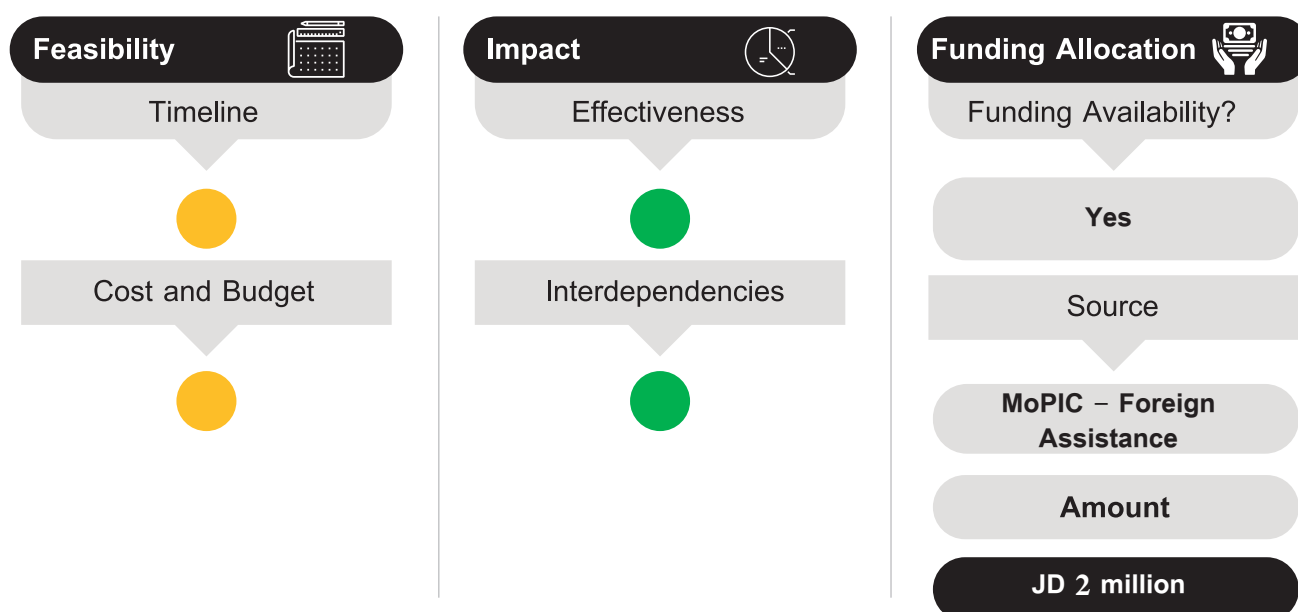 Feasibility
Timeline
Cost and Budget
Impact
Effectiveness
Interdependencies
Funding Allocation
Funding Availability?
Yes
Source
MoPIC – Foreign
Assistance
Amount
JD 2 million